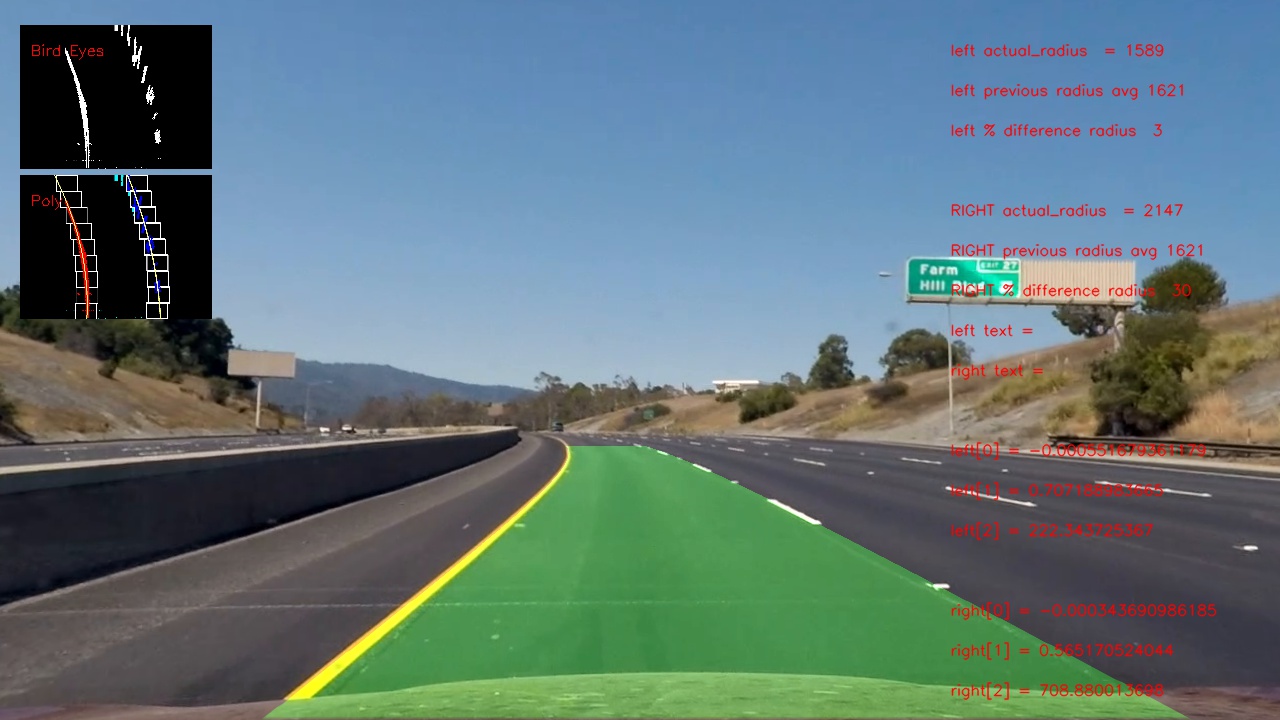 Bird Eyes
Poly
left actual_radius = 1589
left previous radius avg 1621
left % difference radius 3
RIGHT actual_radius = 2147
RIGHT previous radius avg 1621
EXIT 27
Farm
Hill
RIGHT % difference radius 30
left text =
right text =
left[0] = -0.000551679361179
left[1] = 0.707188983665
left[2] = 222.343725367
right[0] = -0.000343690986185
right[1] = 0.565170524044
right[2] = 708.880013698